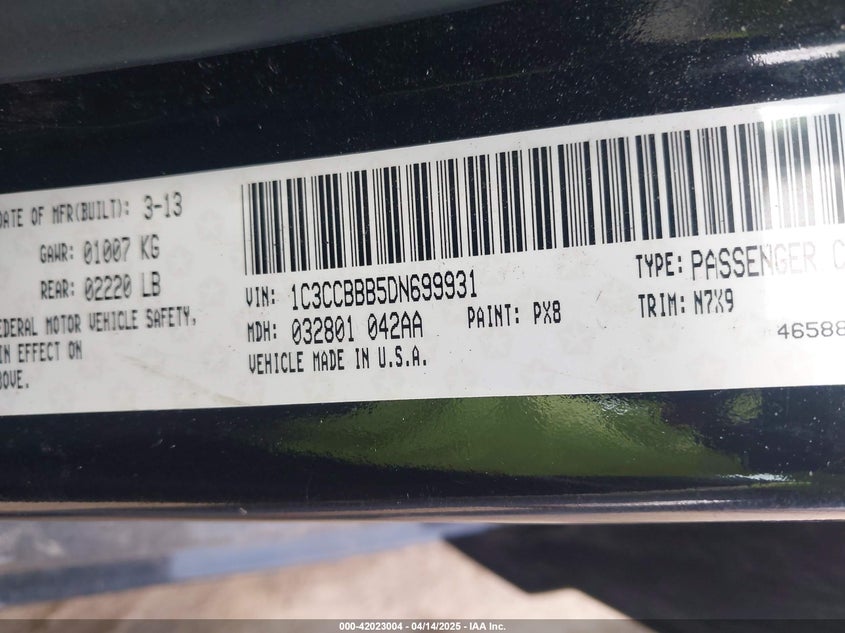 DATE OF MFR(BUILT): 3-13
GAWR: 01007 KG
REAR: 02220 LB
FEDERAL MOTOR VEHICLE SAFETY,
IN EFFECT ON
ABOVE.
VIN: 1C3CCBBB5DN699931
TYPE: PASSENGER C
MDH: 032801 042AA
PAINT: PX8
TRIM: N7X9
VEHICLE MADE IN U.S.A.
46588
000-42023004 - 04/14/2025 - IAA Inc.